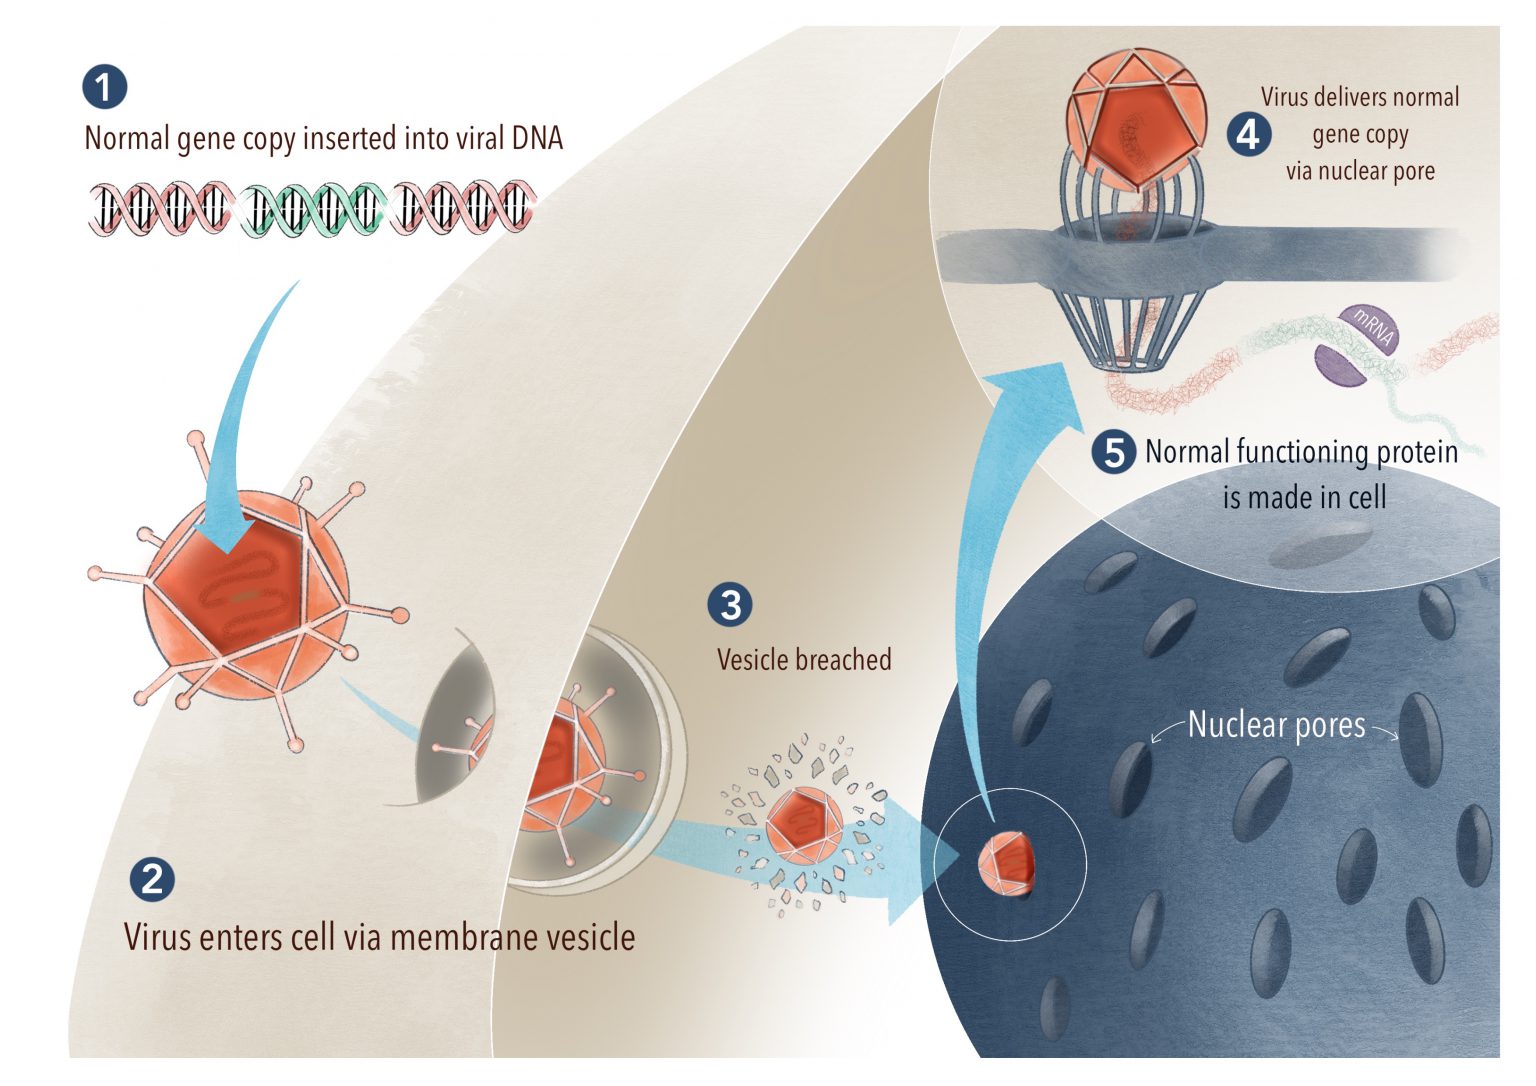 1
Normal gene copy inserted into viral DNA
2
Virus enters cell via membrane vesicle
3
Vesicle breached
4
Virus delivers normal
gene copy
via nuclear pore
mRNA
5
Normal functioning protein
is made in cell
Nuclear pores